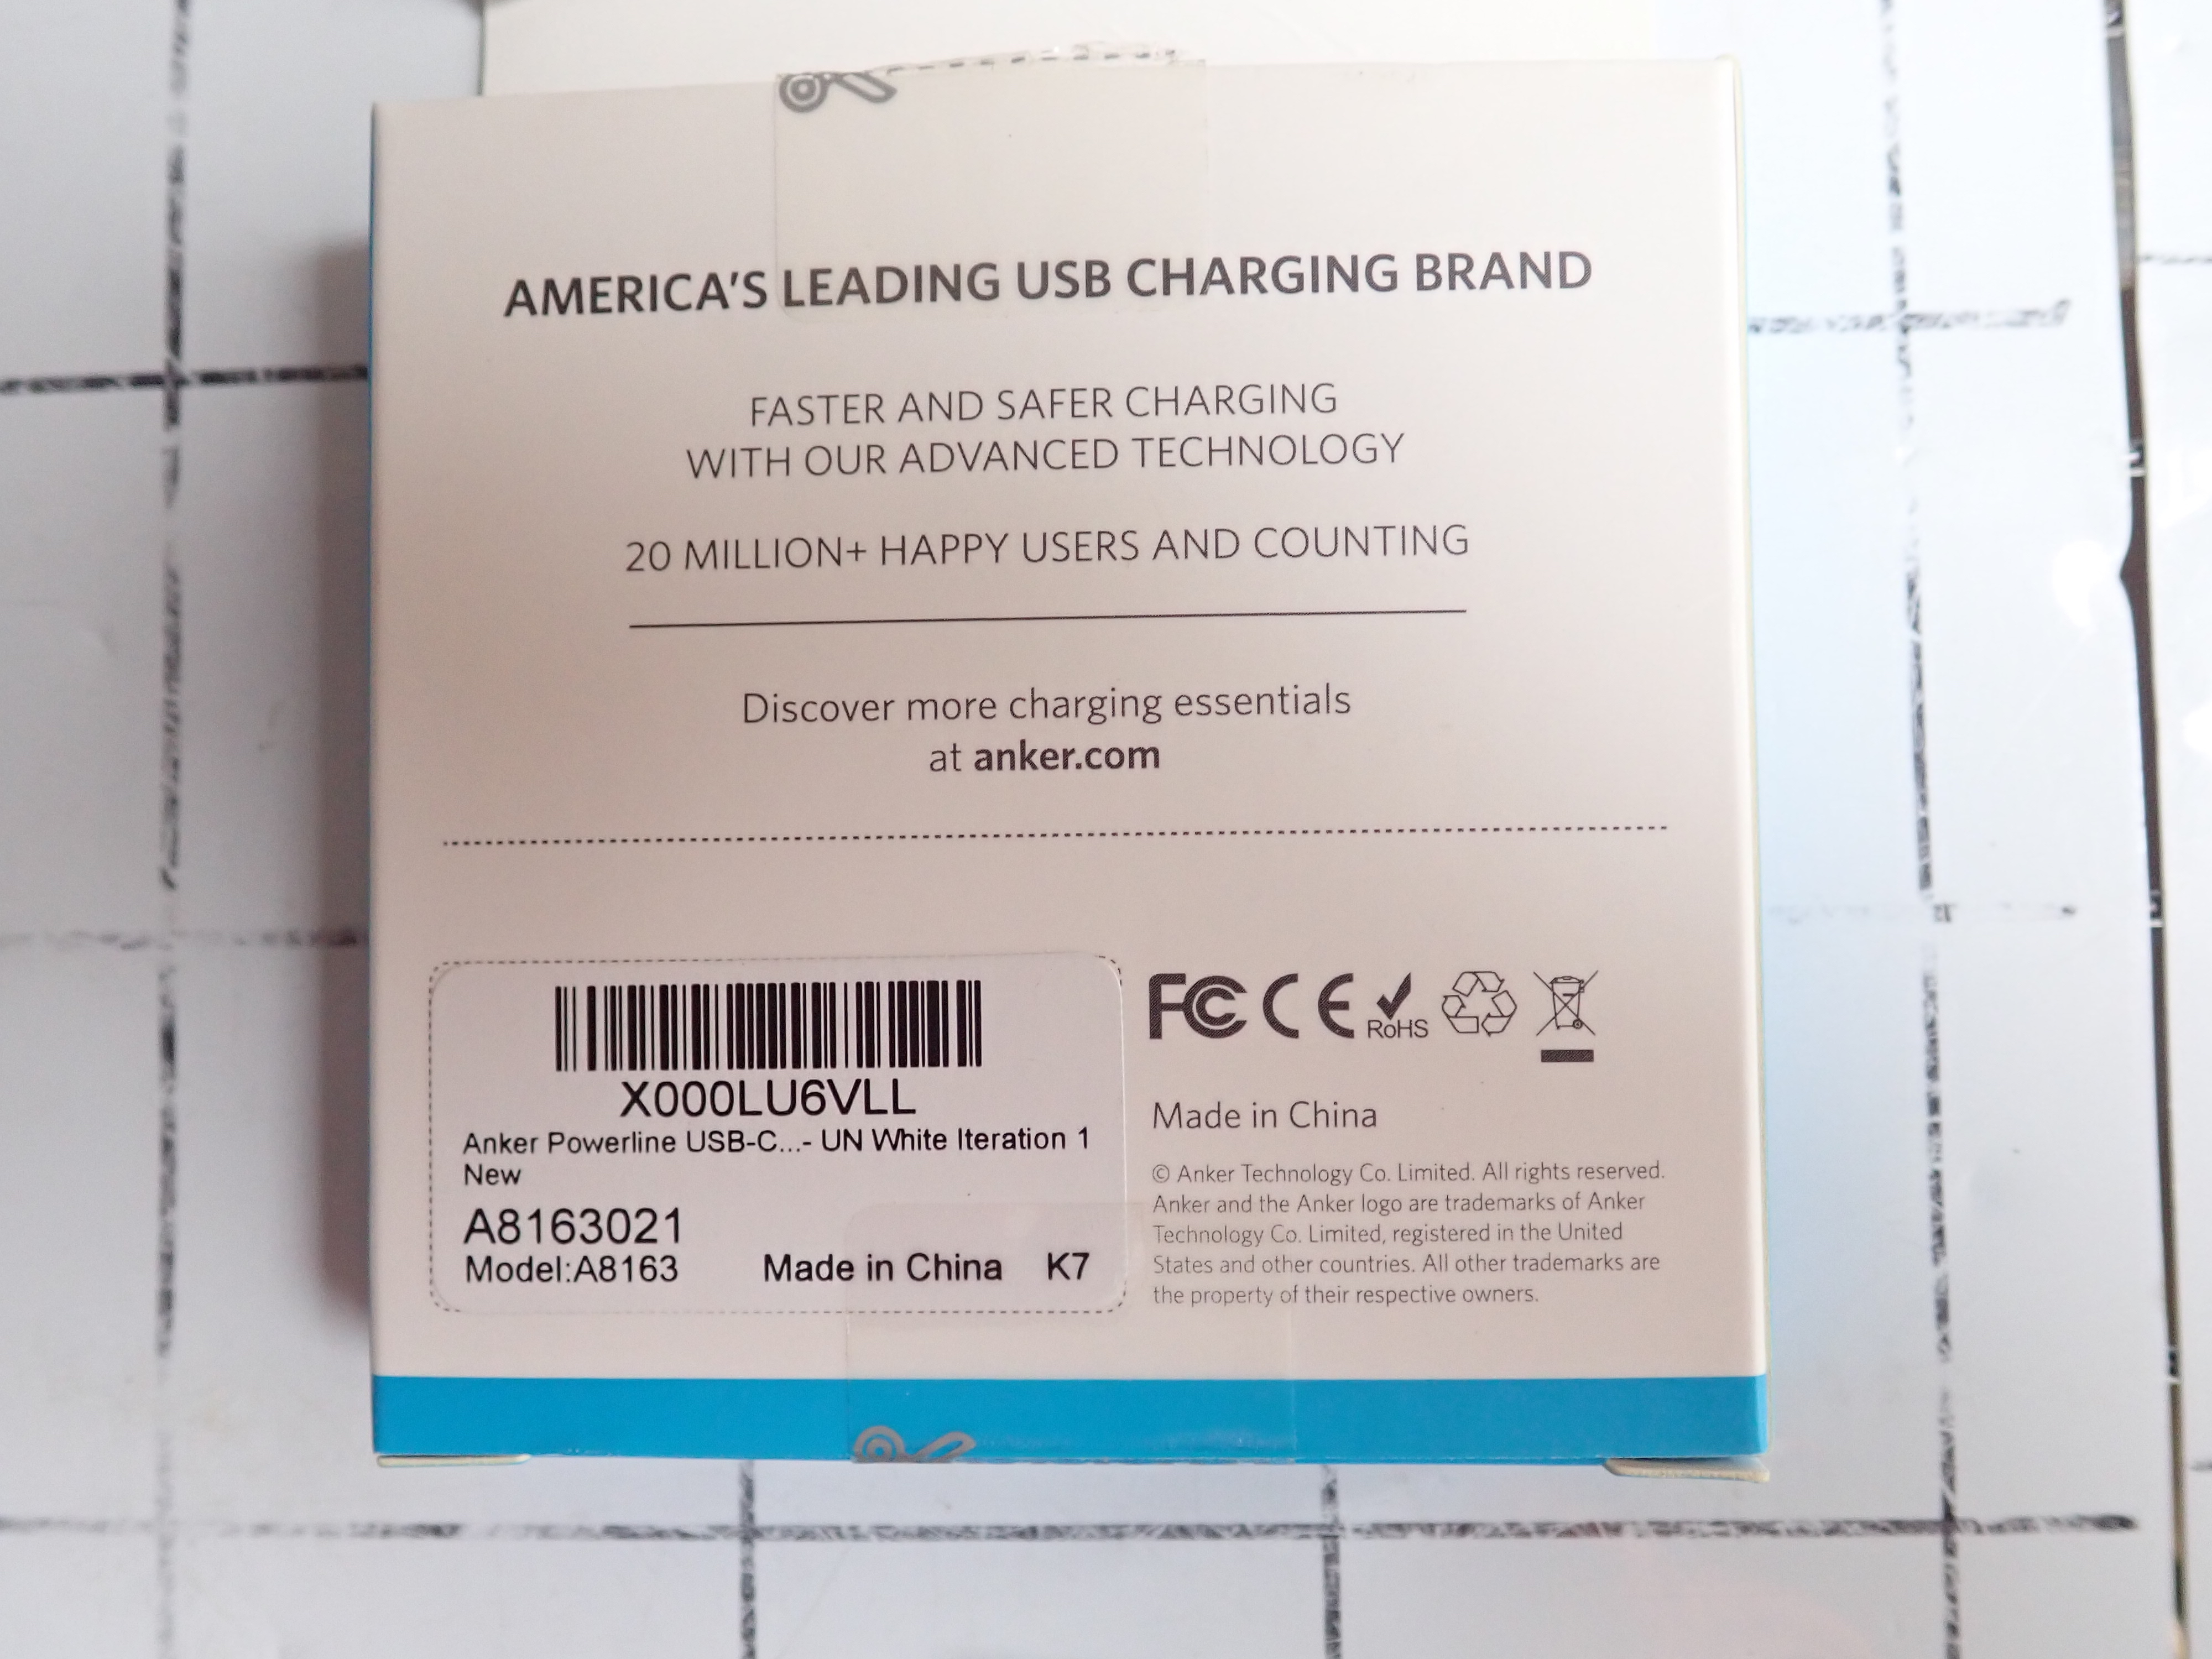 AMERICA'S LEADING USB CHARGING BRAND
FASTER AND SAFER CHARGING
WITH OUR ADVANCED TECHNOLOGY
20 MILLION+ HAPPY USERS AND COUNTING
Discover more charging essentials
at anker.com
X000LU6VLL
Anker Powerline USB-C...- UN White Iteration 1
New
A8163021
Model:A8163 Made in China K7
FC CE RoHS
Made in China
© Anker Technology Co. Limited. All rights reserved.
Anker and the Anker logo are trademarks of Anker
Technology Co. Limited, registered in the United
States and other countries. All other trademarks are
the property of their respective owners.